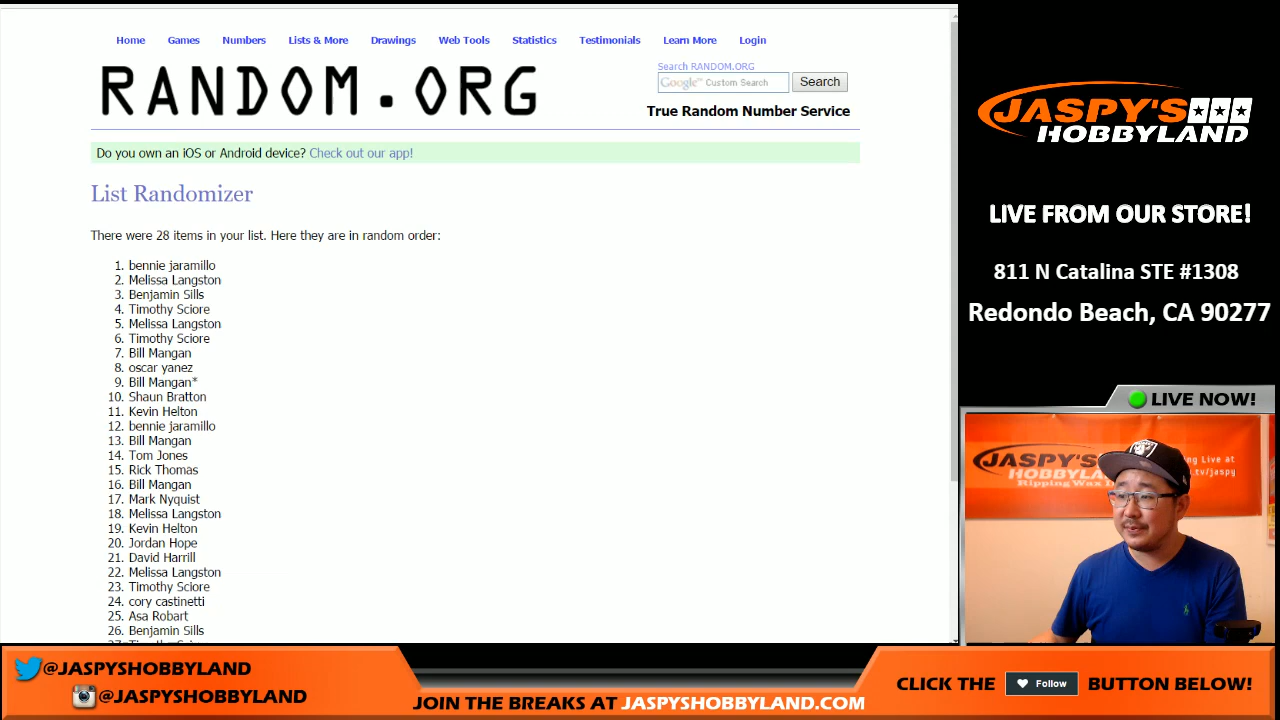 Home Games Numbers Lists & More Drawings Web Tools Statistics Testimonials Learn More Login
RANDOM.ORG
Search RANDOM.ORG
Google™ Custom Search Search
True Random Number Service
Do you own an iOS or Android device? Check out our app!
List Randomizer
There were 28 items in your list. Here they are in random order:
1. bennie jaramillo
2. Melissa Langston
3. Benjamin Sills
4. Timothy Sciore
5. Melissa Langston
6. Timothy Sciore
7. Bill Mangan
8. oscar yanez
9. Bill Mangan*
10. Shaun Bratton
11. Kevin Helton
12. bennie jaramillo
13. Bill Mangan
14. Tom Jones
15. Rick Thomas
16. Bill Mangan
17. Mark Nyquist
18. Melissa Langston
19. Kevin Helton
20. Jordan Hope
21. David Harrill
22. Melissa Langston
23. Timothy Sciore
24. cory castinetti
25. Asa Robart
26. Benjamin Sills
JASPY'S
HOBBYLAND
LIVE FROM OUR STORE!
811 N Catalina STE #1308
Redondo Beach, CA 90277
LIVE NOW!
JASPY'S
HOBBYLAND
Ripping Wax
Live at
tv/jaspy
@JASPYSHOBBYLAND
@JASPYSHOBBYLAND
JOIN THE BREAKS AT JASPYSHOBBYLAND.COM
CLICK THE Follow BUTTON BELOW!